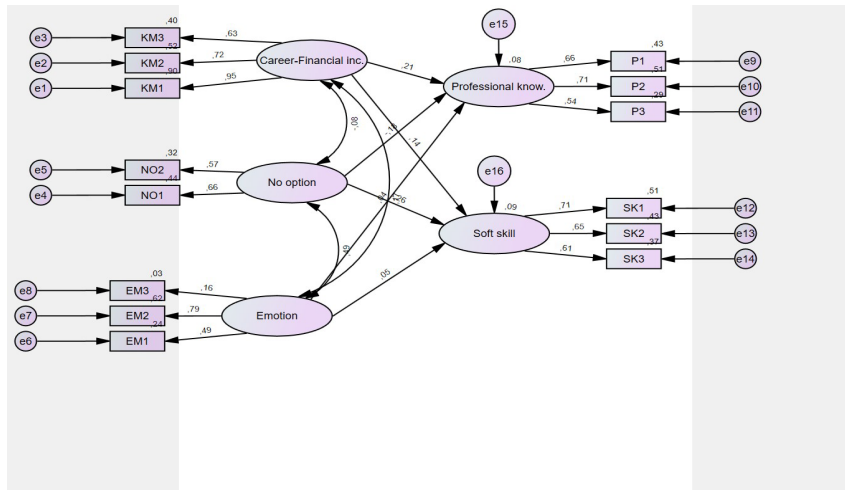 e15
,40
e3
KM3
,63
,08
,66
,43
,52
P1
e9
e2
KM2
,72
Career-Financial inc.
,21
Professional know.
,71
,51
P2
e10
,90
e1
KM1
,95
,54
,29
P3
e11
,08
,14
,32
e5
NO2
,57
e16
,44
e4
NO1
,66
No option
,09
,71
,51
SK1
e12
Soft skill
,65
,43
SK2
e13
,49
,61
,37
SK3
e14
,03
e8
EM3
,16
,05
,62
e7
EM2
,79
Emotion
,24
e6
EM1
,49